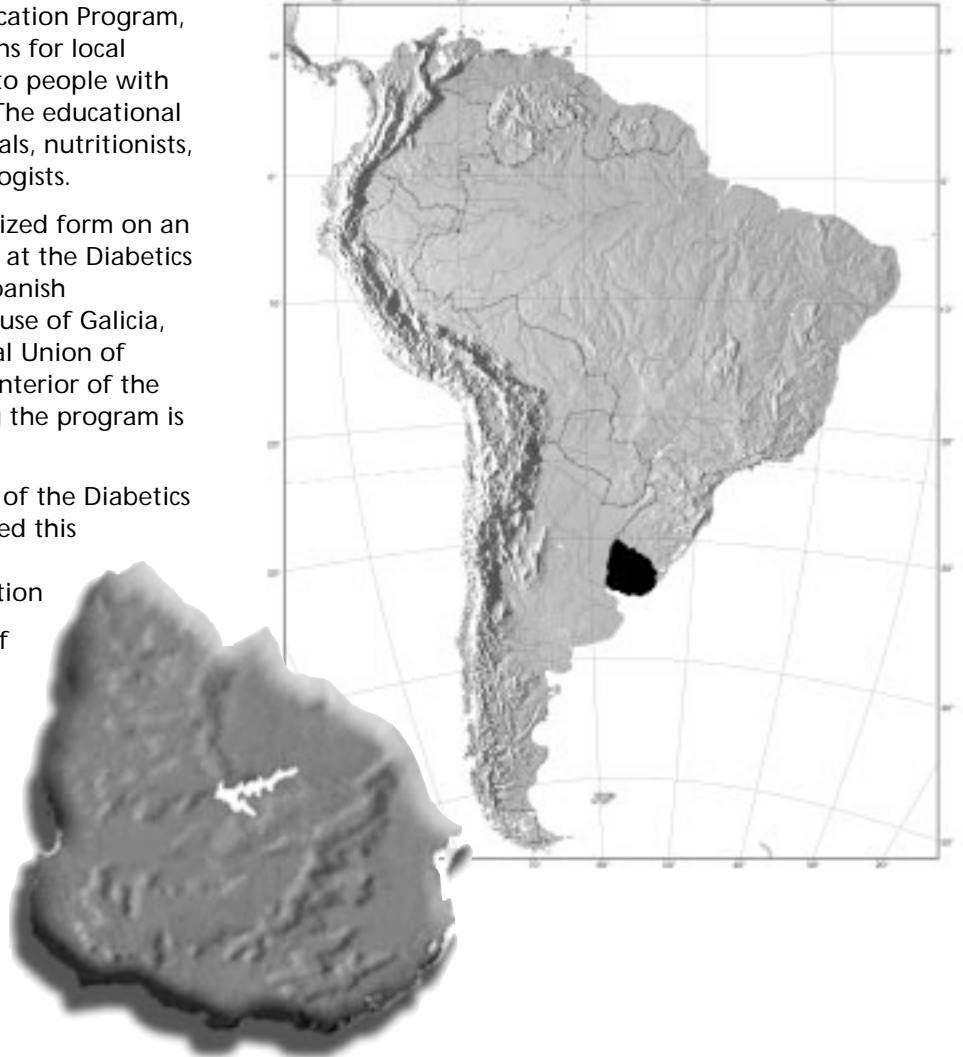 cation Program,
ns for local
to people with
The educational
als, nutritionists,
ogists.
ized form on an
at the Diabetics
panish
use of Galicia,
al Union of
nterior of the
g the program is
of the Diabetics
ed this
tion
f